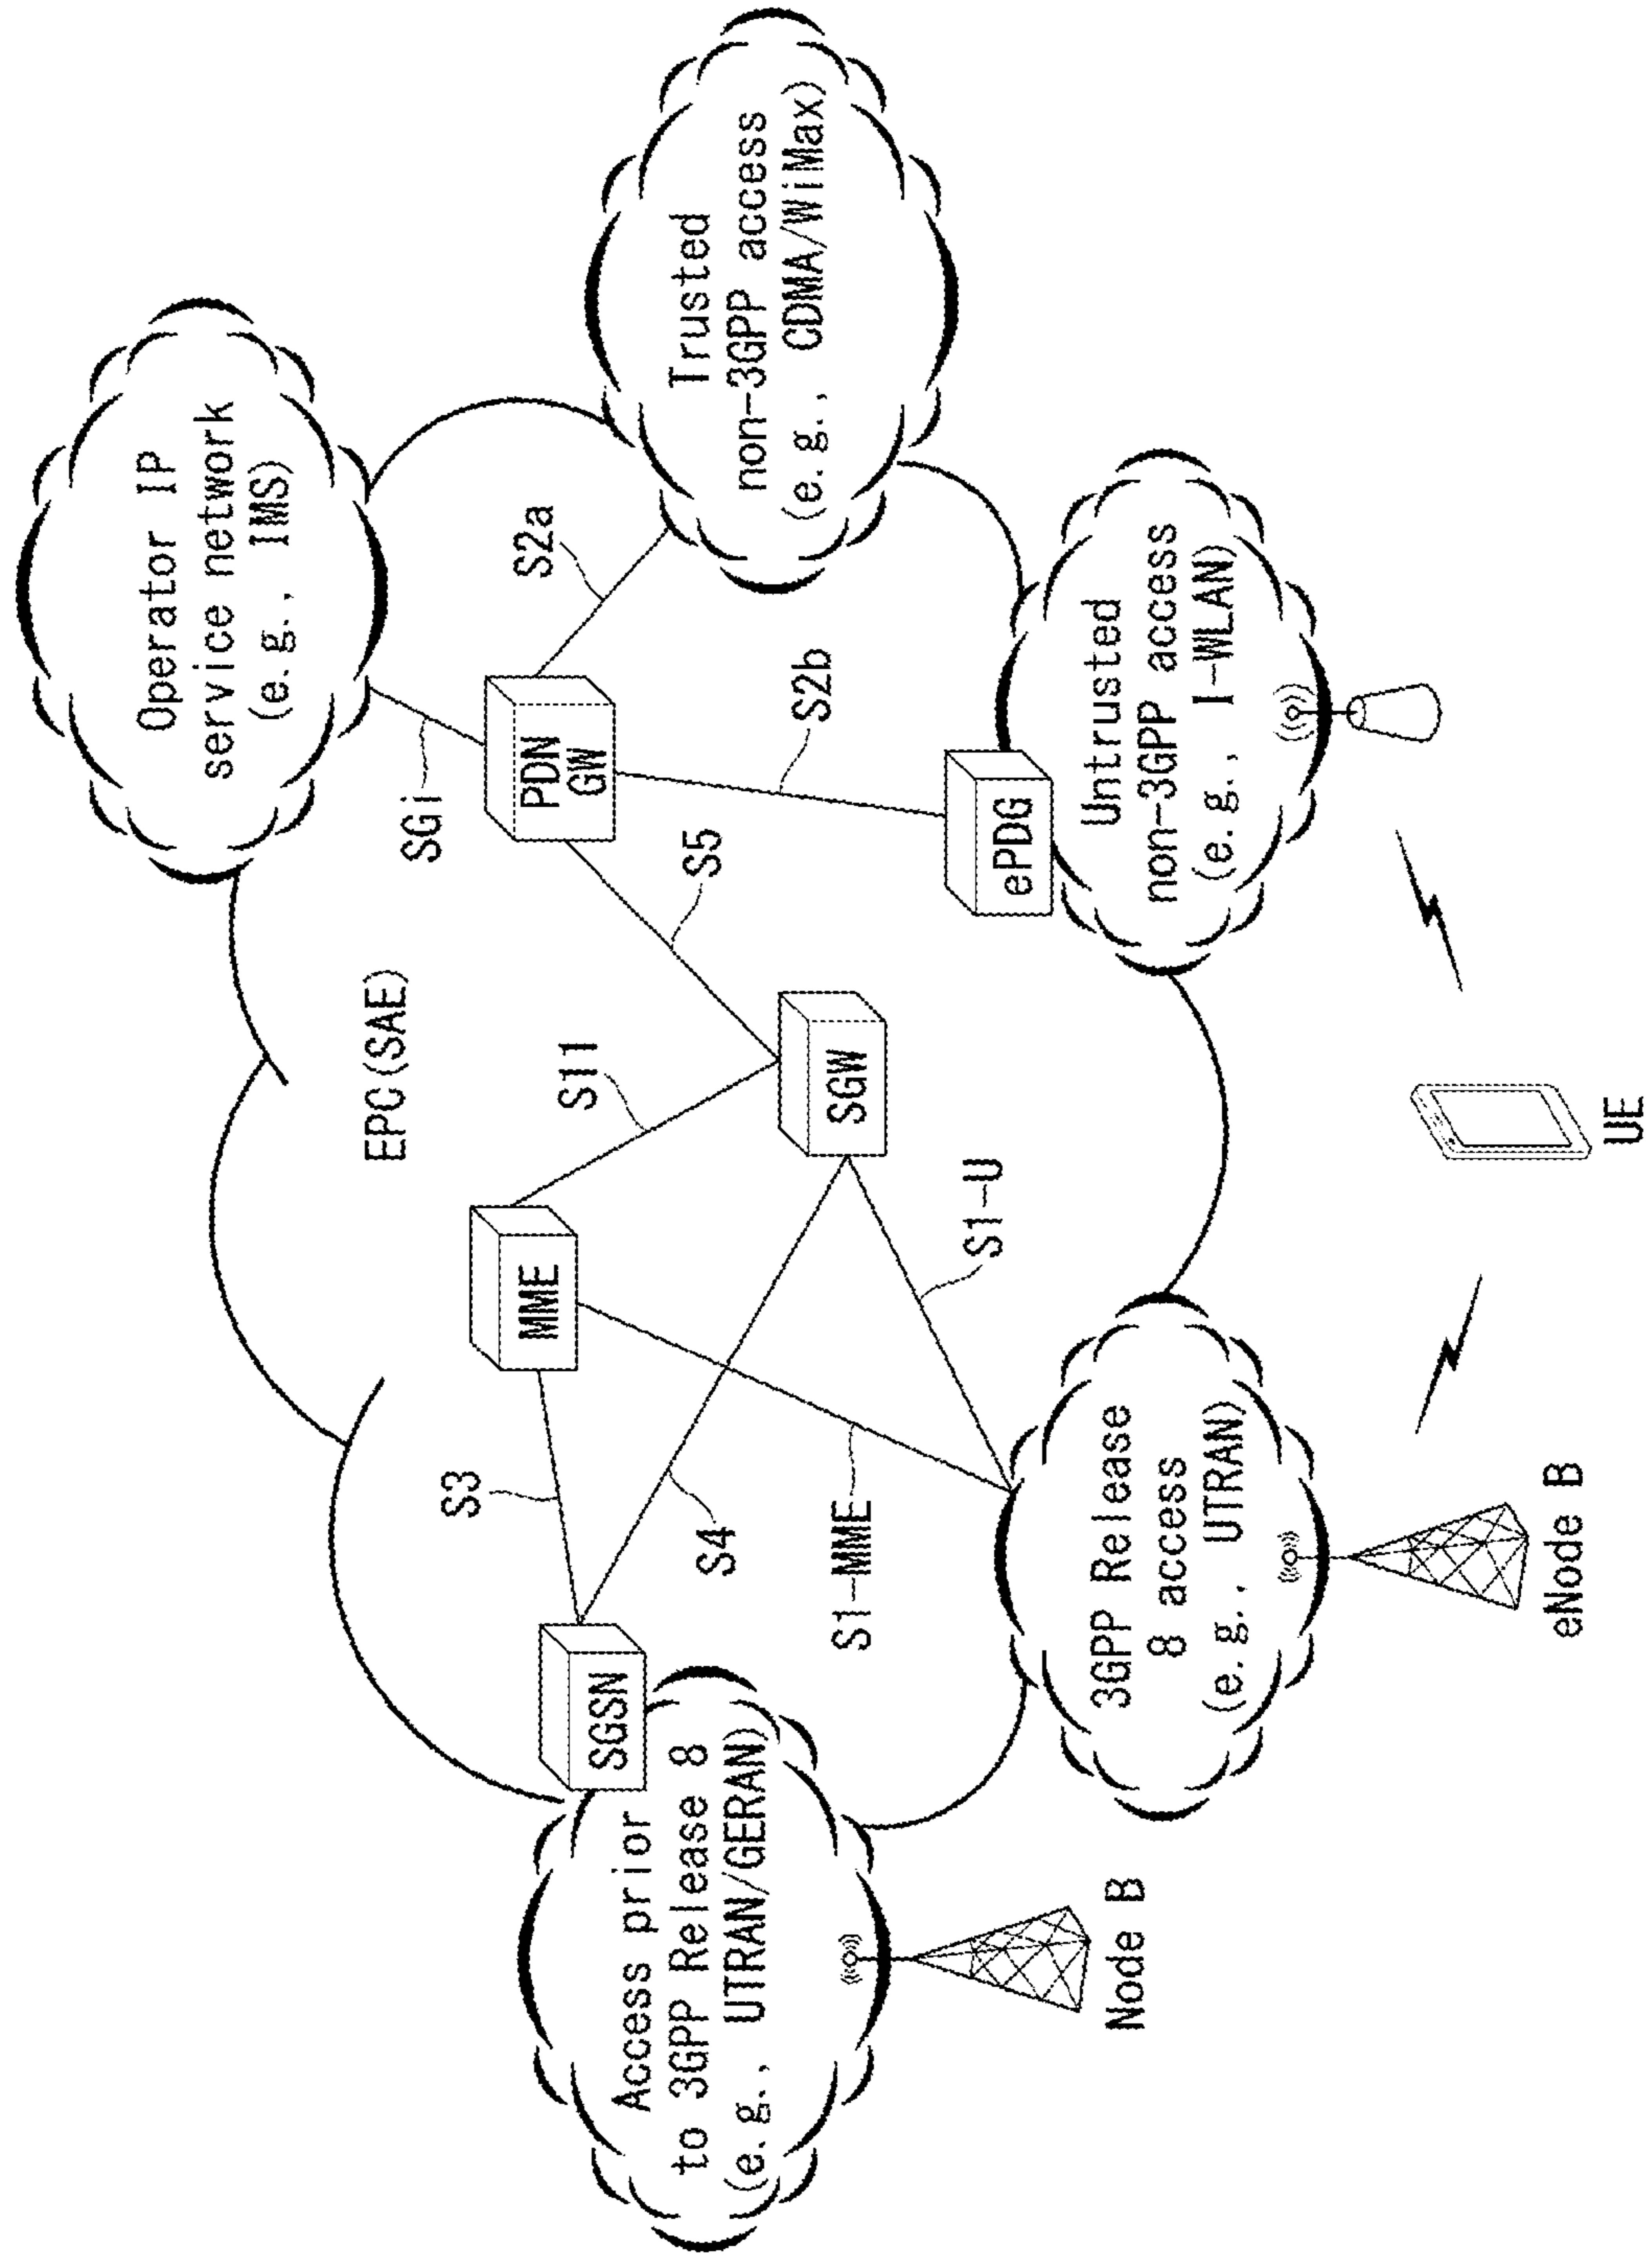 Operator IP
service network
(e.g., IMS)
EPC(SAE)
SGi
S2a
Trusted
non-3GPP access
(e.g., CDMA/WiMax)
PDN
GW
MME
S11
S3
SGSN
S5
S2b
S4
SGW
Access prior
to 3GPP Release 8
(e.g., UTRAN/GERAN)
S1-MME
S1-U
ePDG
3GPP Release
8 access
(e.g., UTRAN)
Untrusted
non-3GPP access
(e.g., I-WLAN)
Node B
eNode B
UE